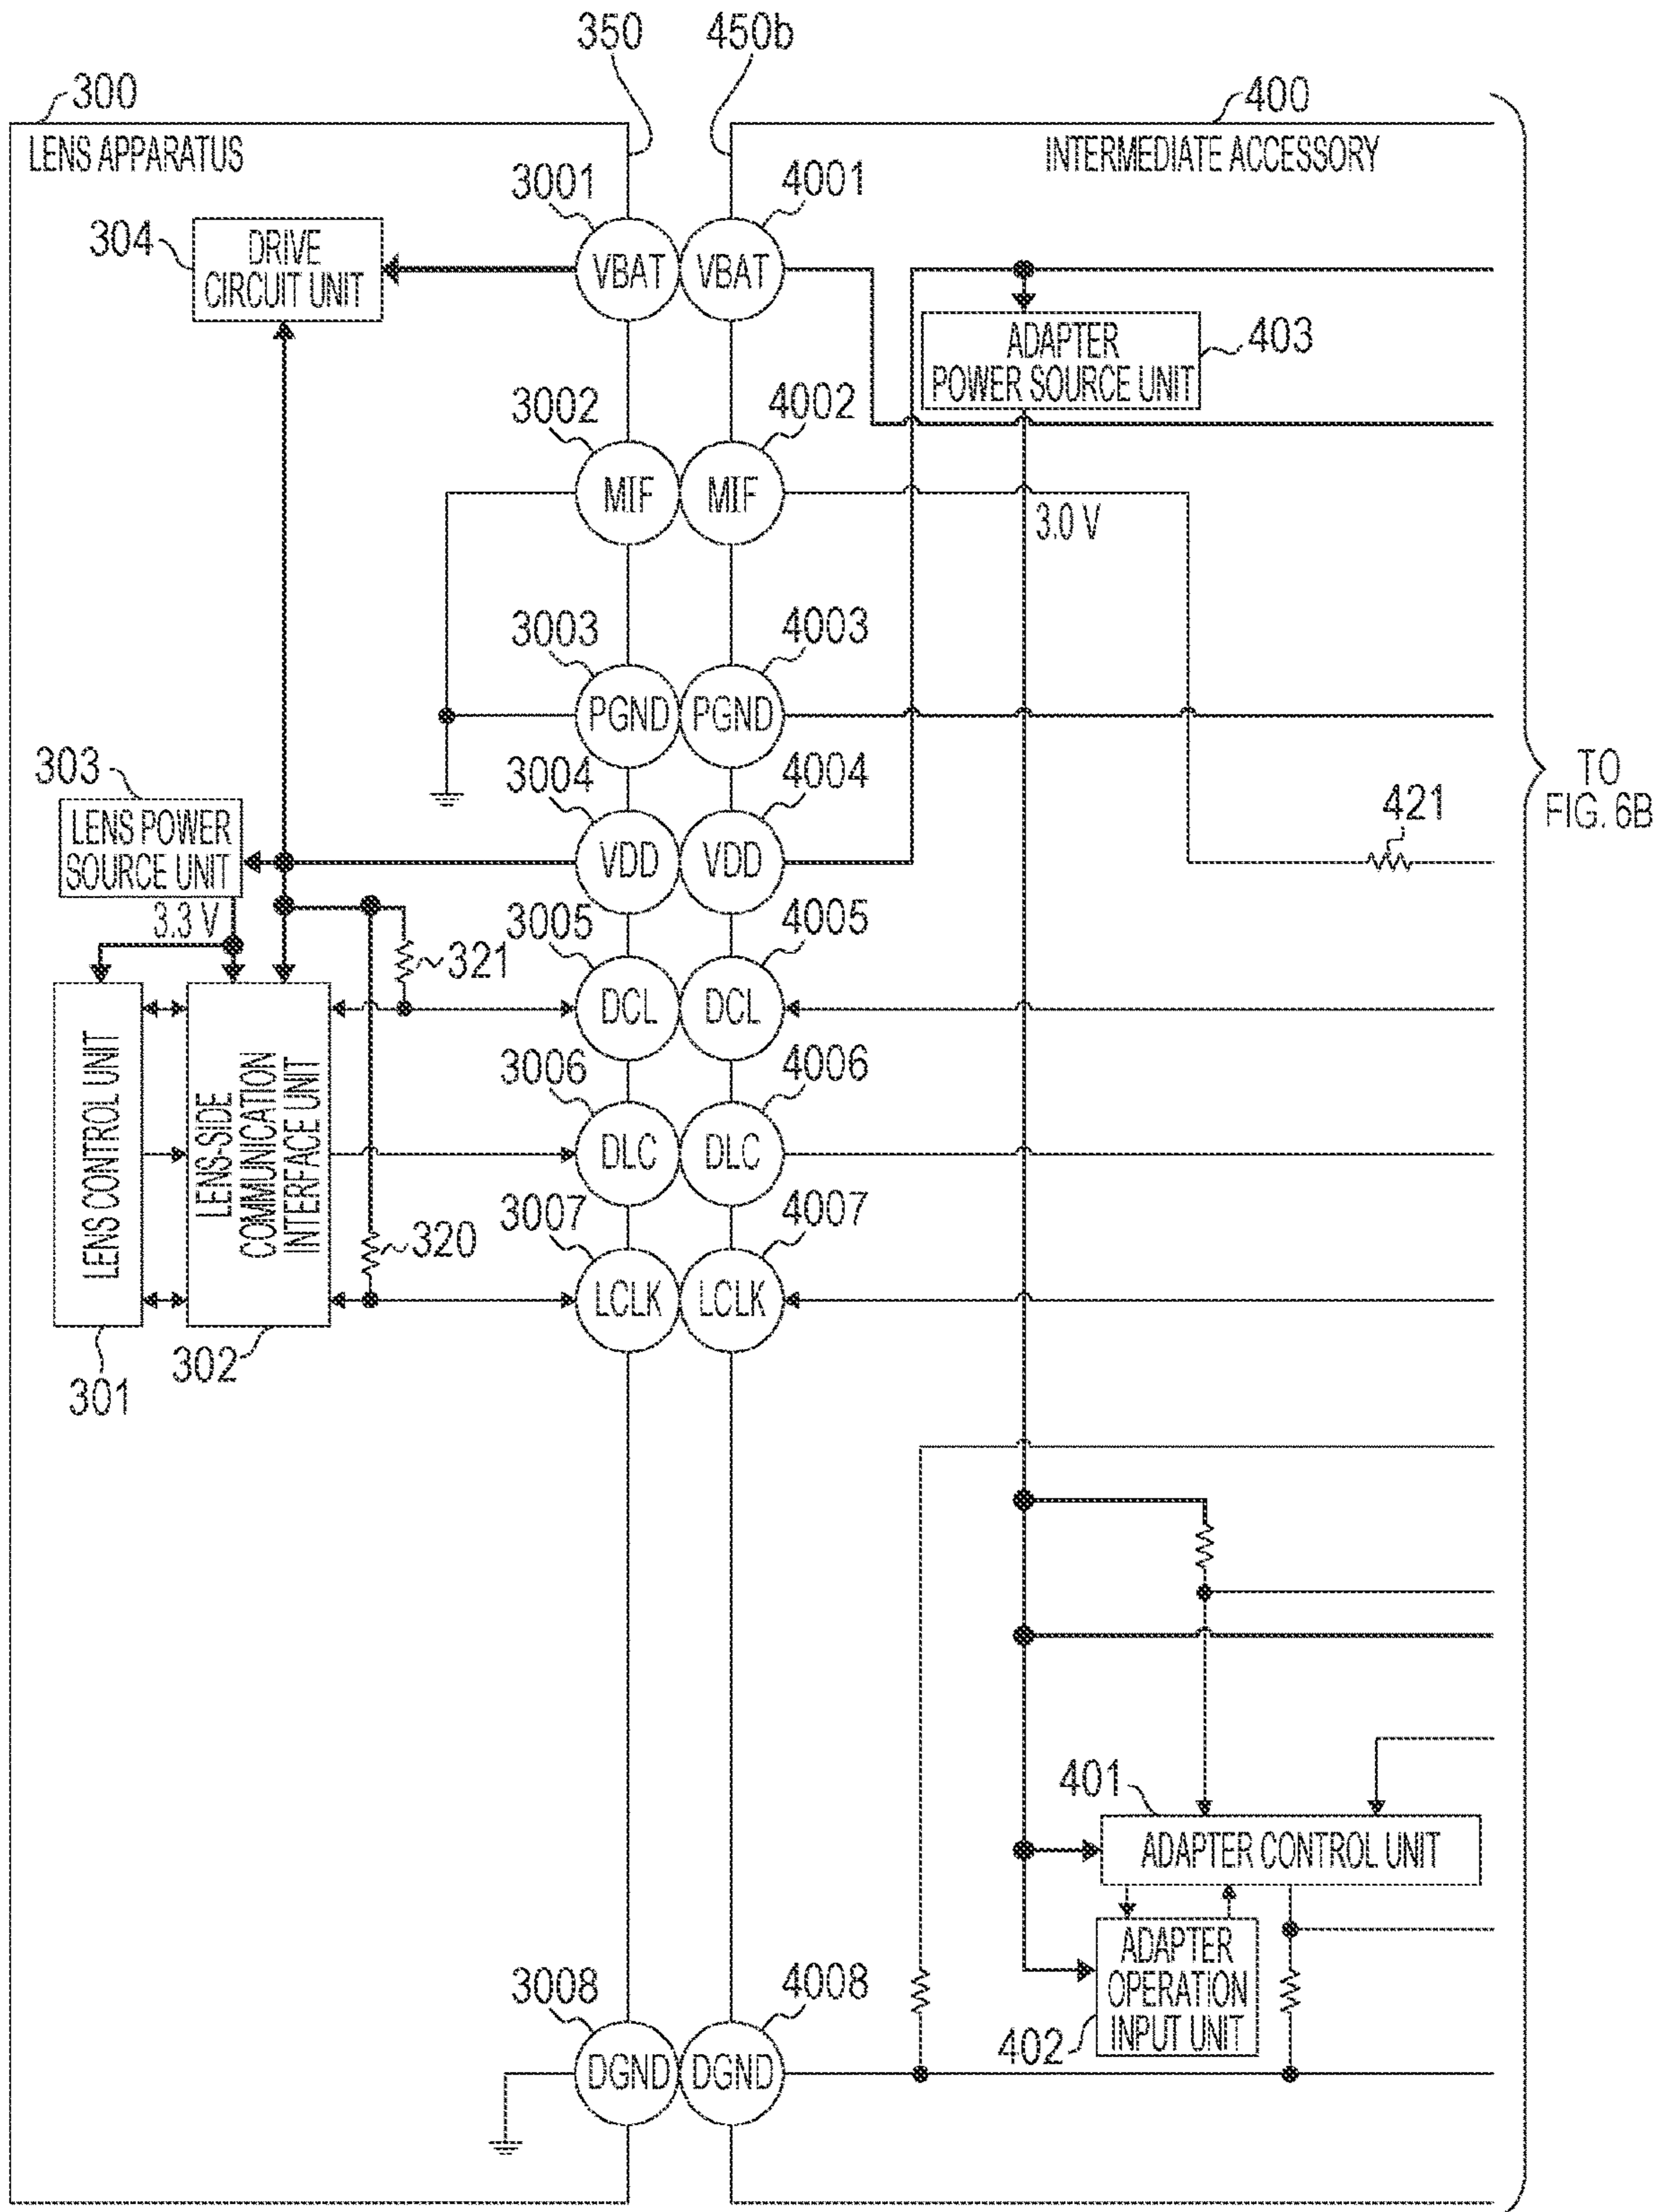 350
450b
300
400
LENS APPARATUS
INTERMEDIATE ACCESSORY
3001
4001
304
DRIVE
CIRCUIT UNIT
VBAT
VBAT
ADAPTER
POWER SOURCE UNIT
403
3002
4002
MIF
MIF
3.0 V
3003
4003
PGND
PGND
303
3004
4004
LENS POWER
SOURCE UNIT
VDD
VDD
421
TO
FIG. 6B
3.3 V
3005
4005
321
DCL
DCL
LENS CONTROL UNIT
LENS-SIDE
COMMUNICATION
INTERFACE UNIT
3006
4006
DLC
DLC
3007
4007
320
LCLK
LCLK
301
302
401
ADAPTER CONTROL UNIT
3008
4008
ADAPTER
OPERATION
INPUT UNIT
402
DGND
DGND